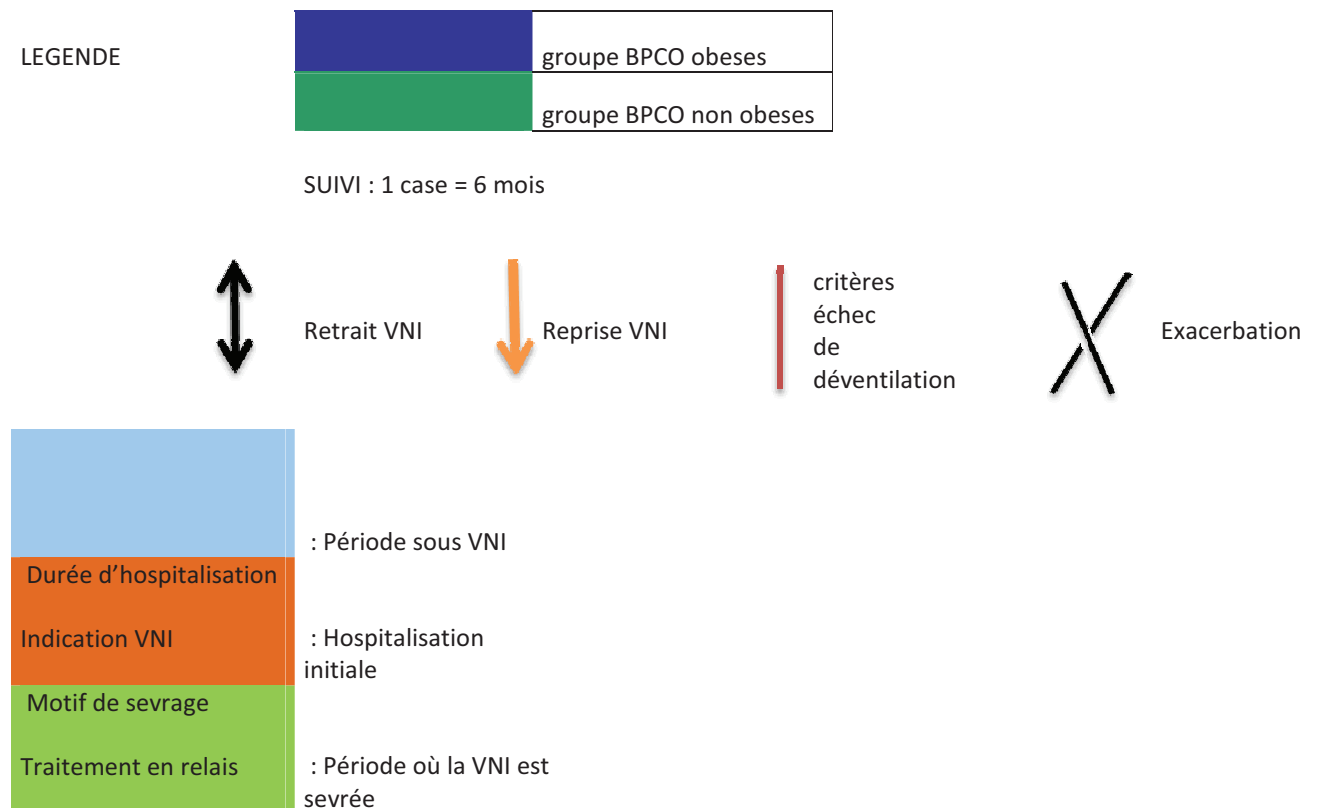 LEGENDE
groupe BPCO obeses
groupe BPCO non obeses
SUIVI : 1 case = 6 mois
Retrait VNI
Reprise VNI
critères
échec
de
déventilation
Exacerbation
: Période sous VNI
Durée d’hospitalisation
Indication VNI
: Hospitalisation
initiale
Motif de sevrage
Traitement en relais
: Période où la VNI est
sevrée